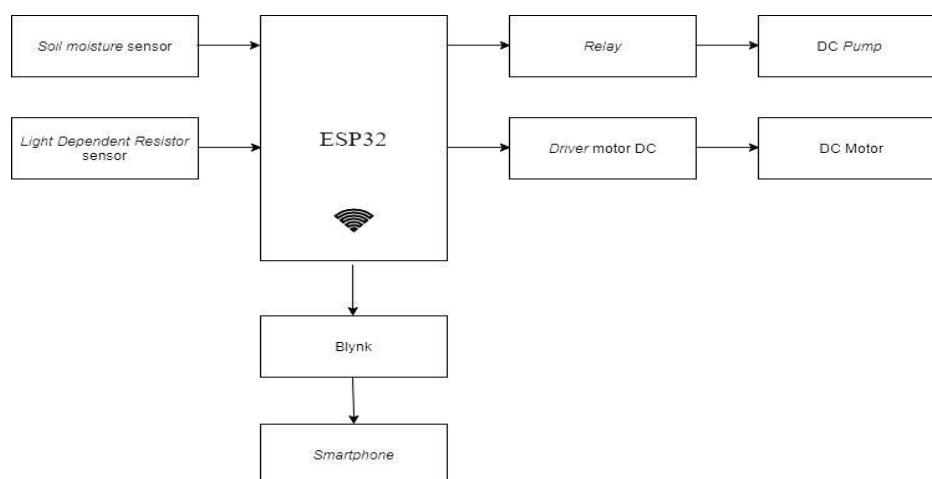 Soil moisture sensor
Relay
DC Pump
Light Dependent Resistor
sensor
ESP32
Driver motor DC
DC Motor
Blynk
Smartphone